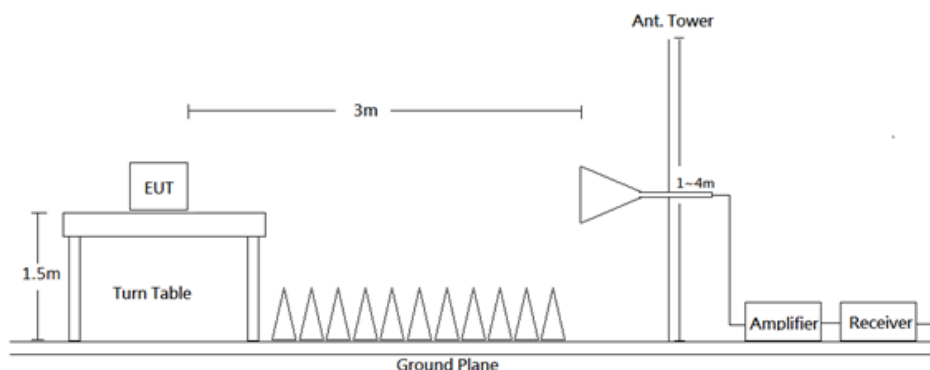 Ant. Tower
3m
EUT
1~4m
1.5m
Turn Table
Amplifier
Receiver
Ground Plane